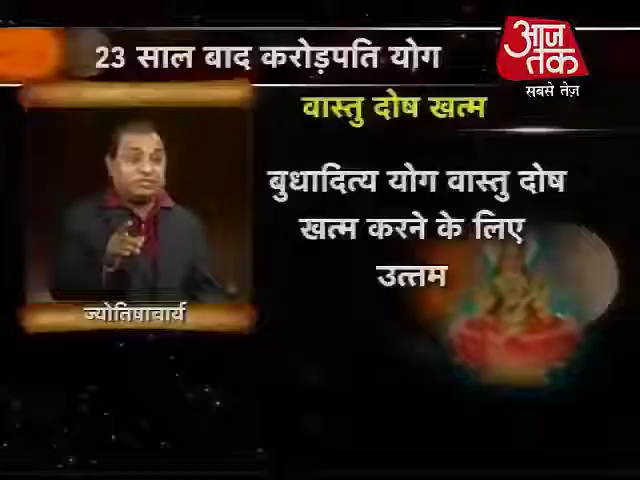 23 साल बाद करोड़पति योग
आज
तक
सबसे तेज़
वास्तु दोष खत्म
बुधादित्य योग वास्तु दोष
खत्म करने के लिए
उत्तम
ज्योतिषाचार्य